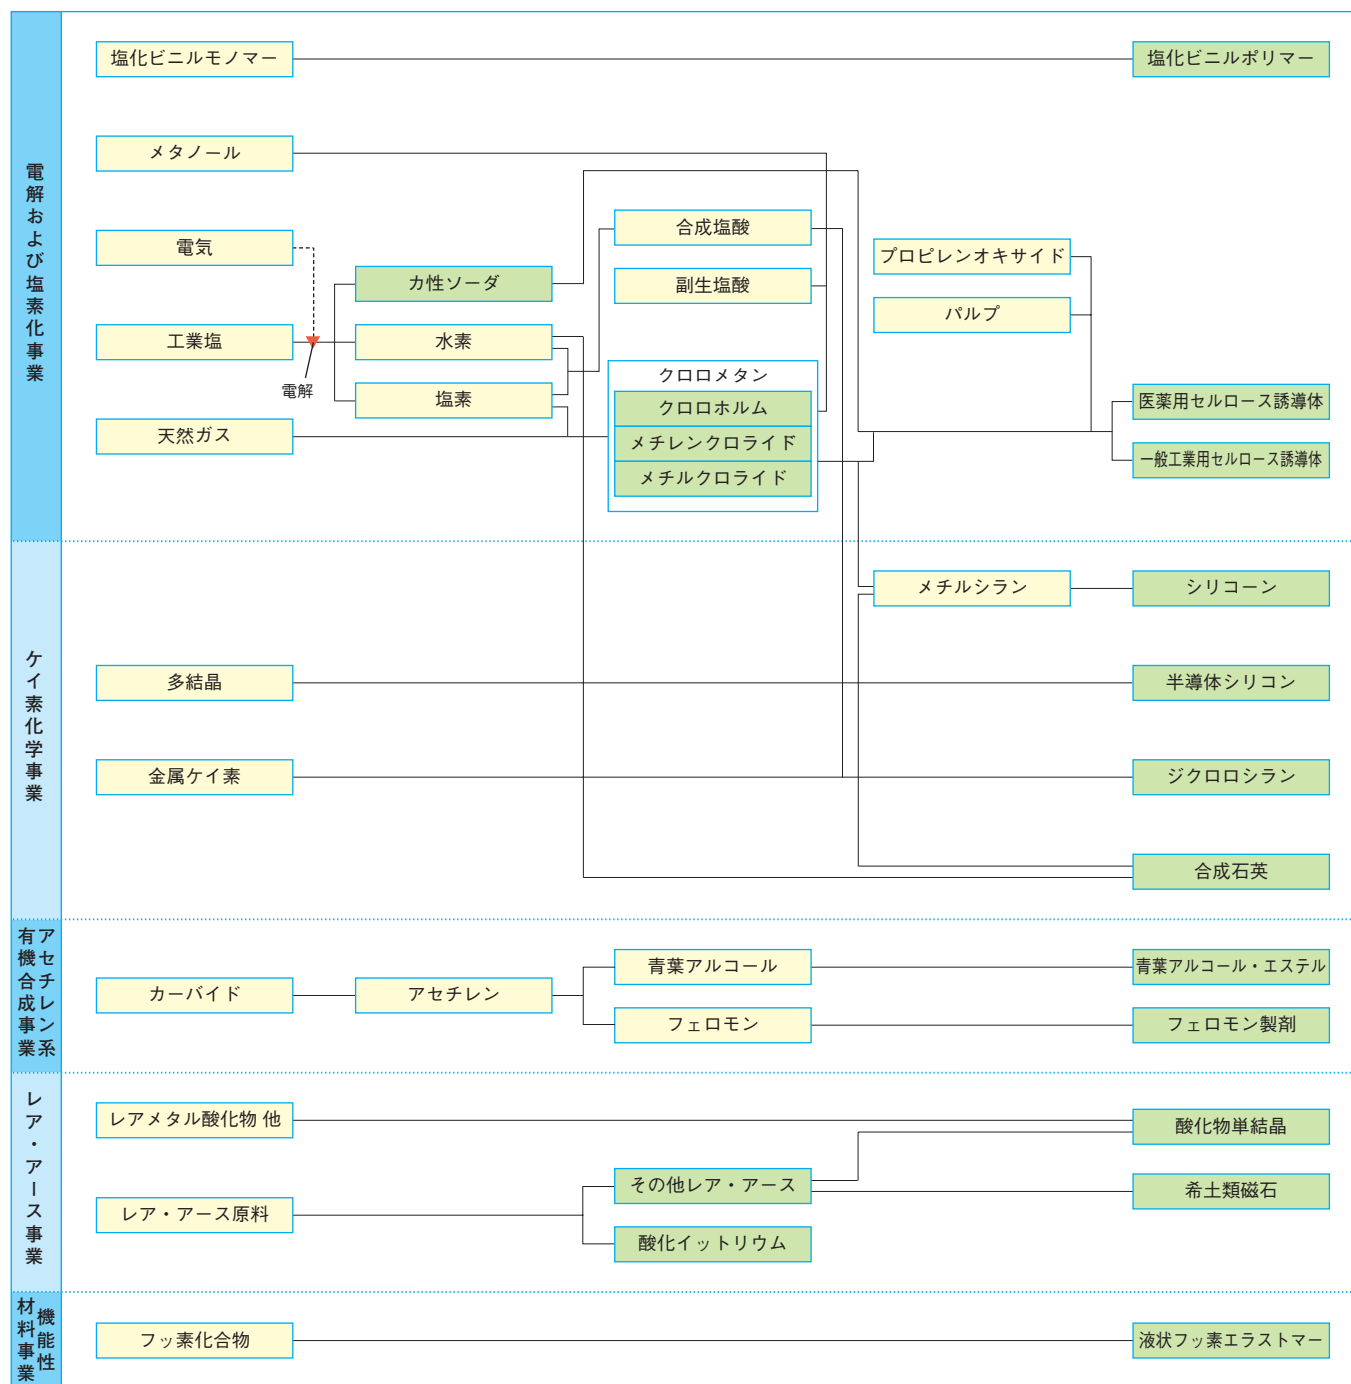 電解および塩素化事業
塩化ビニルモノマー
塩化ビニルポリマー
メタノール
電気
合成塩酸
プロピレンオキサイド
カ性ソーダ
副生塩酸
パルプ
工業塩
水素
電解
クロロメタン
塩素
クロロホルム
医薬用セルロース誘導体
天然ガス
メチレンクロライド
一般工業用セルロース誘導体
メチルクロライド
ケイ素化学事業
メチルシラン
シリコーン
多結晶
半導体シリコン
金属ケイ素
ジクロロシラン
合成石英
アセチレン系
有機合成事業
カーバイド
アセチレン
青葉アルコール
青葉アルコール・エステル
フェロモン
フェロモン製剤
レア・アース事業
レアメタル酸化物 他
酸化物単結晶
レア・アース原料
その他レア・アース
希土類磁石
酸化イットリウム
機能性
材料事業
フッ素化合物
液状フッ素エラストマー